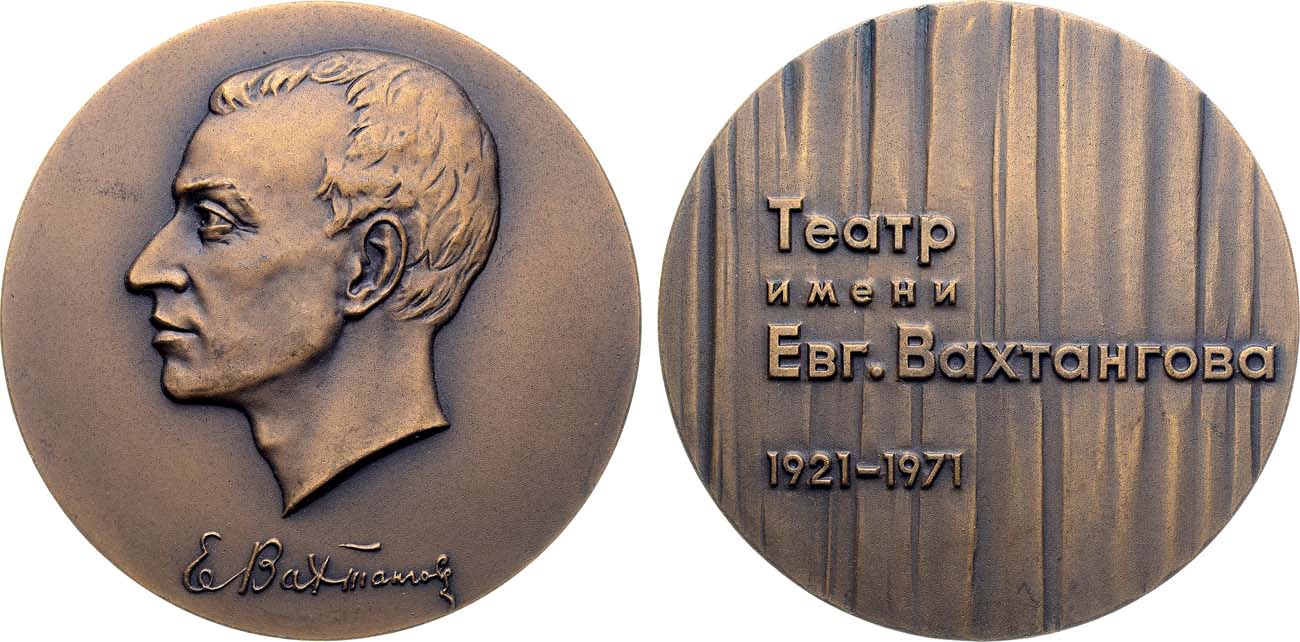 Е Вахтангов
Театр
имени
Евг. Вахтангова
1921-1971